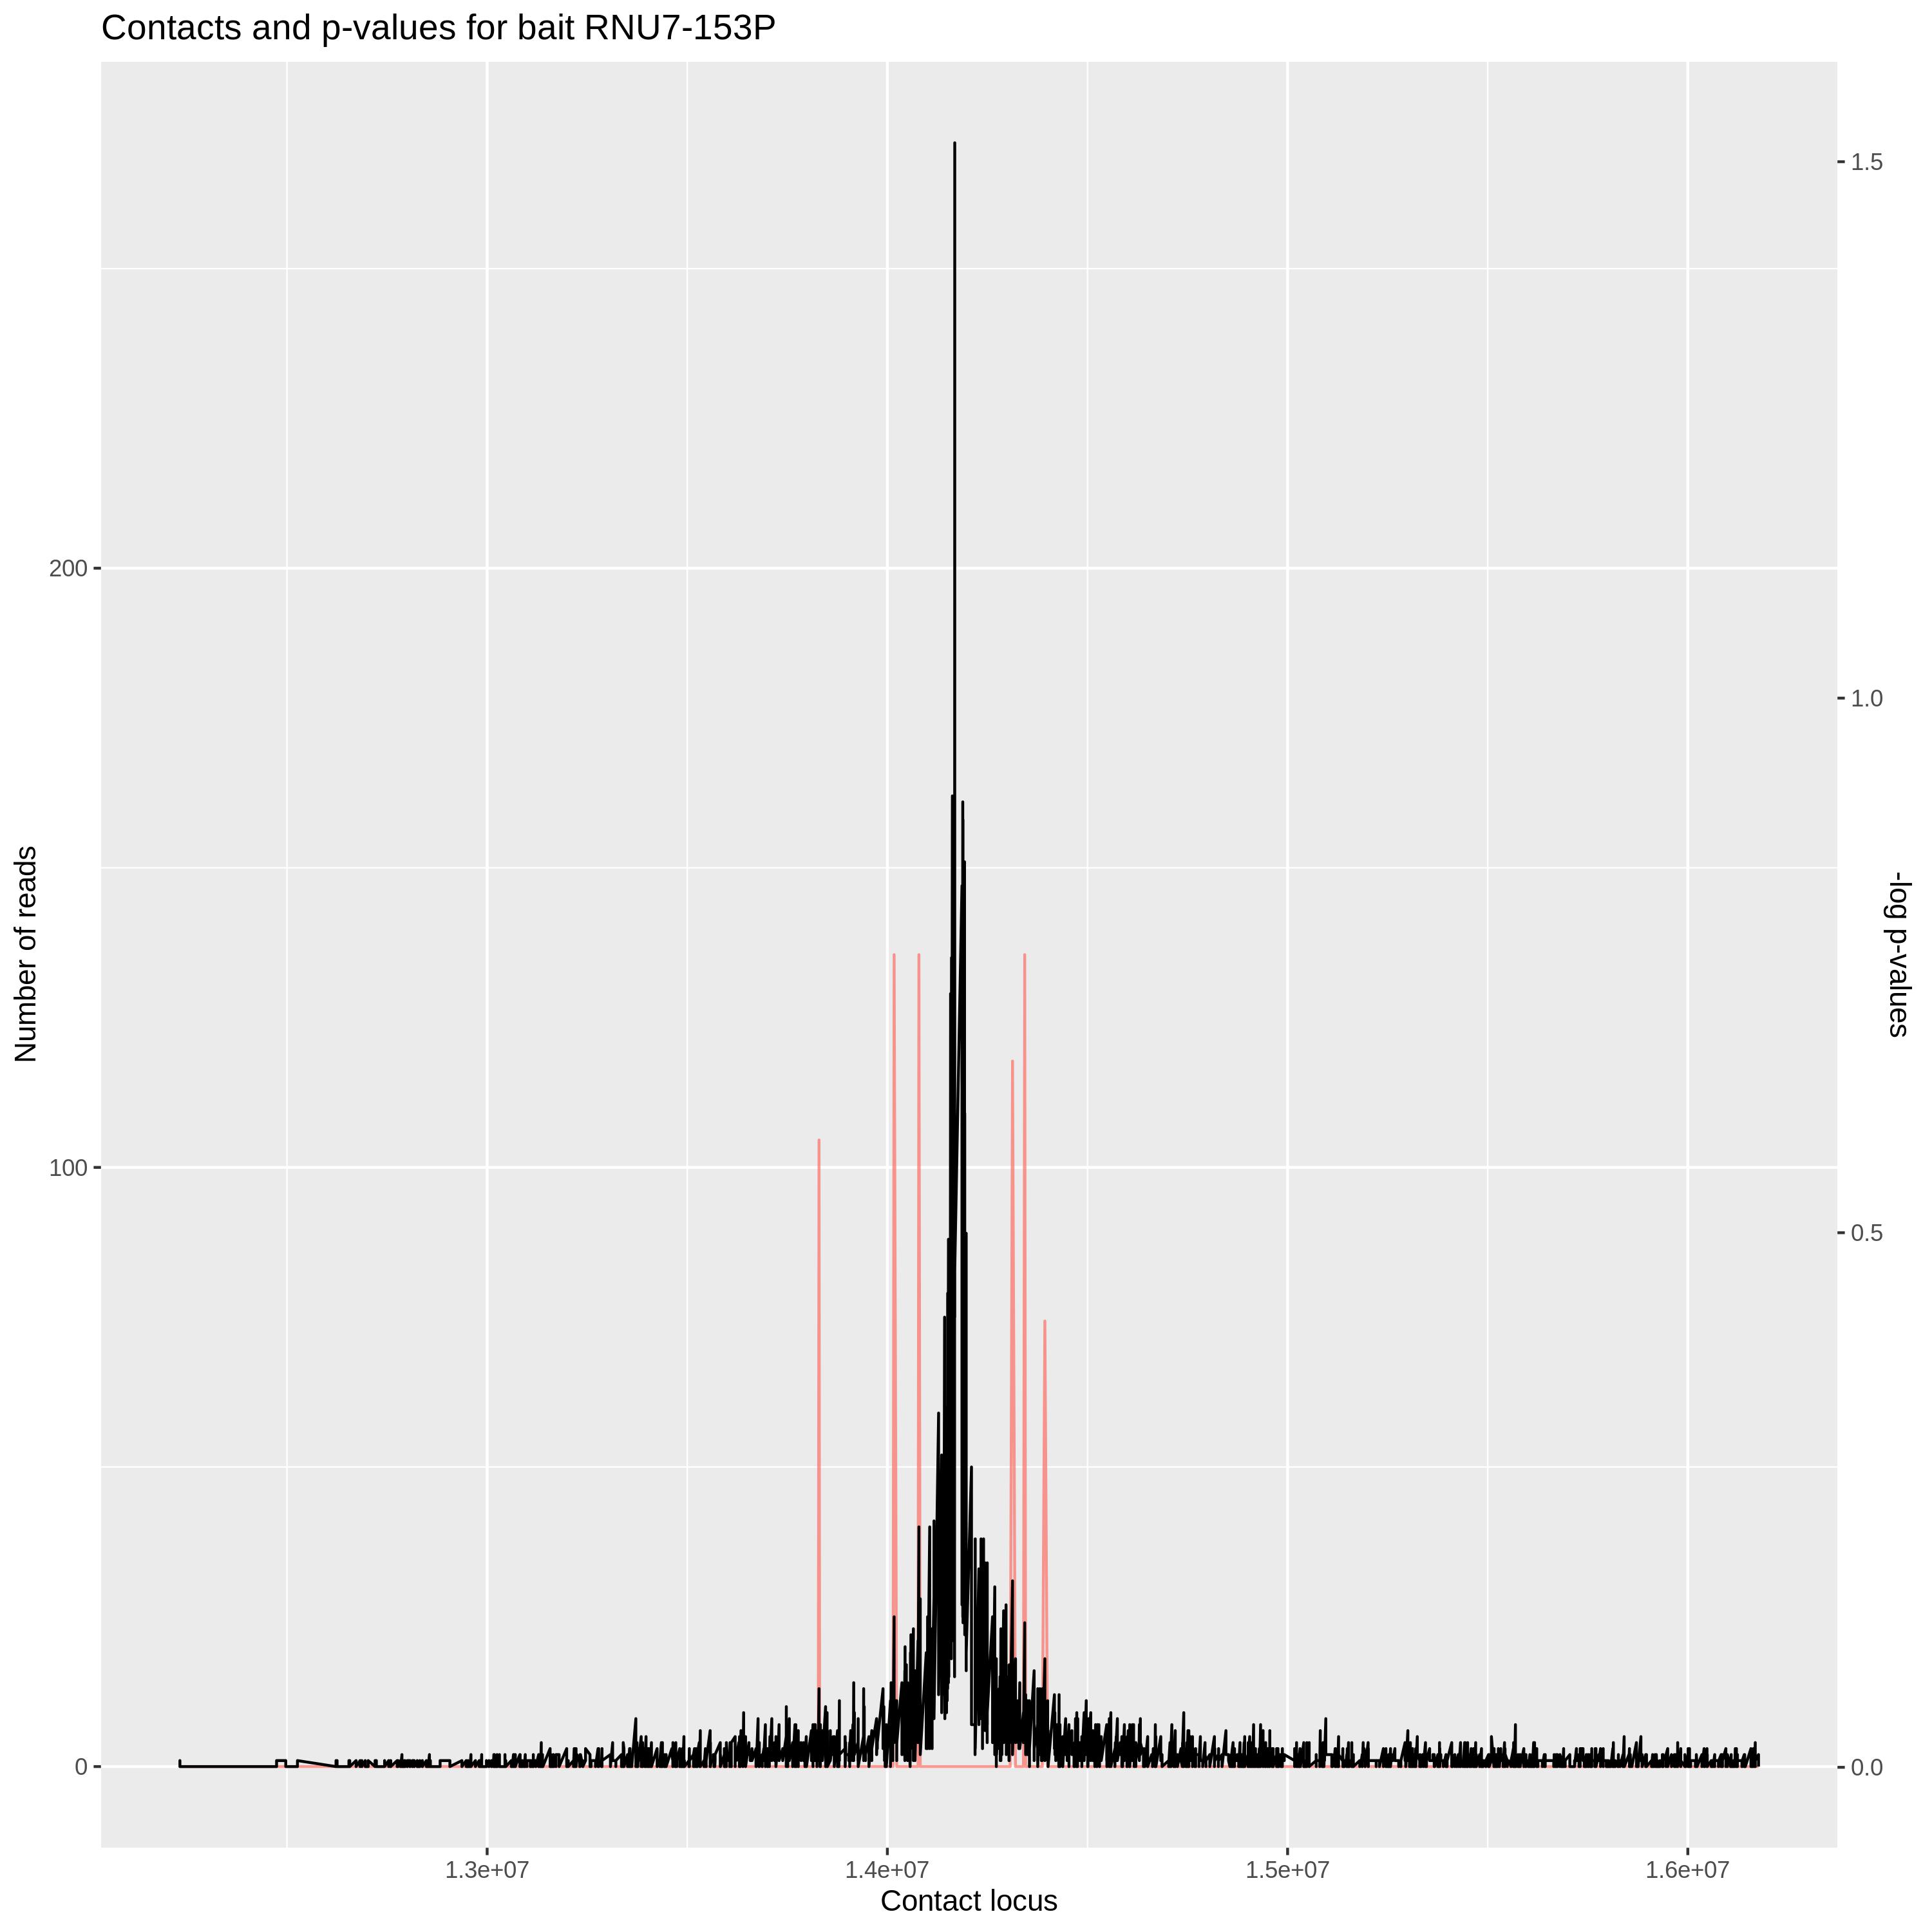 Contacts and p-values for bait RNU7-153P
200
100
0
Number of reads
1.5
1.0
0.5
0.0
-log p-values
1.3e+07
1.4e+07
1.5e+07
1.6e+07
Contact locus